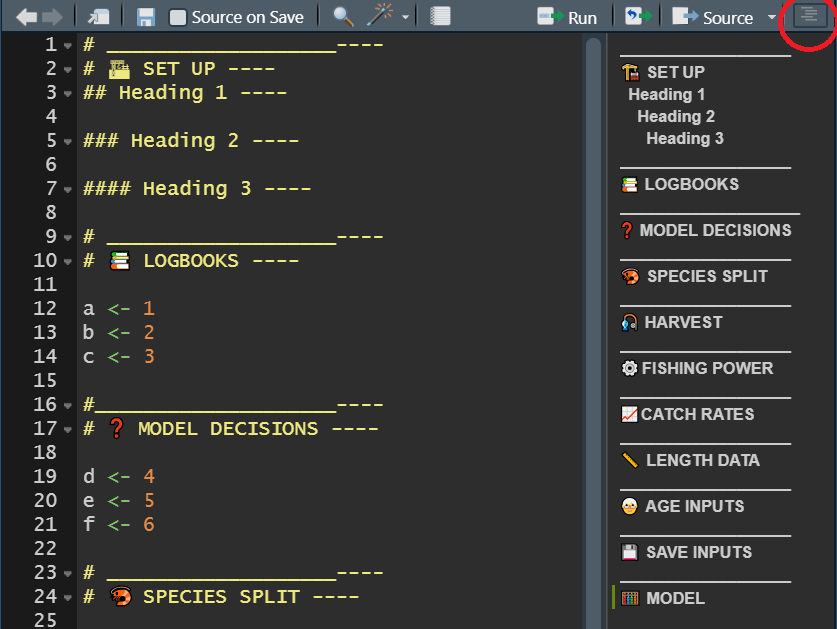 Source on Save Run Source
1 # ___________________----
2 # 🏗️ SET UP ----
3 ## Heading 1 ----
4
5 ### Heading 2 ----
6
7 #### Heading 3 ----
8
9 # ___________________----
10 # 📚 LOGBOOKS ----
11
12 a <- 1
13 b <- 2
14 c <- 3
15
16 #____________________----
17 # ❓ MODEL DECISIONS ----
18
19 d <- 4
20 e <- 5
21 f <- 6
22
23 # ___________________----
24 # 🦐 SPECIES SPLIT ----
25
SET UP
Heading 1
Heading 2
Heading 3
LOGBOOKS
MODEL DECISIONS
SPECIES SPLIT
HARVEST
FISHING POWER
CATCH RATES
LENGTH DATA
AGE INPUTS
SAVE INPUTS
MODEL